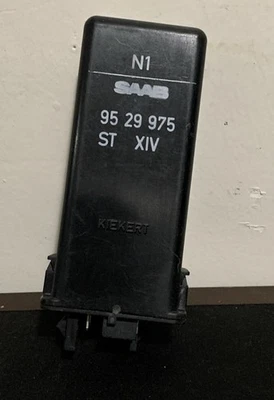 N1
SAAB
95 29 975
ST XIV
KIEKERT